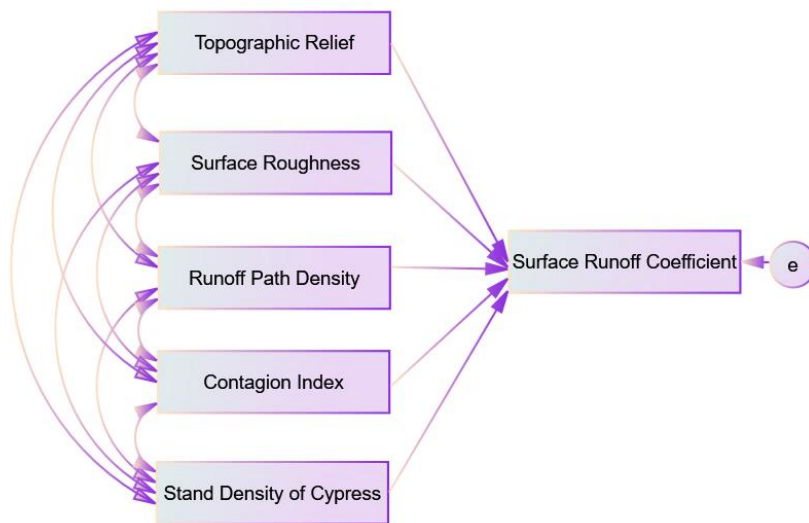 Topographic Relief
Surface Roughness
Runoff Path Density
Contagion Index
Stand Density of Cypress
Surface Runoff Coefficient
e